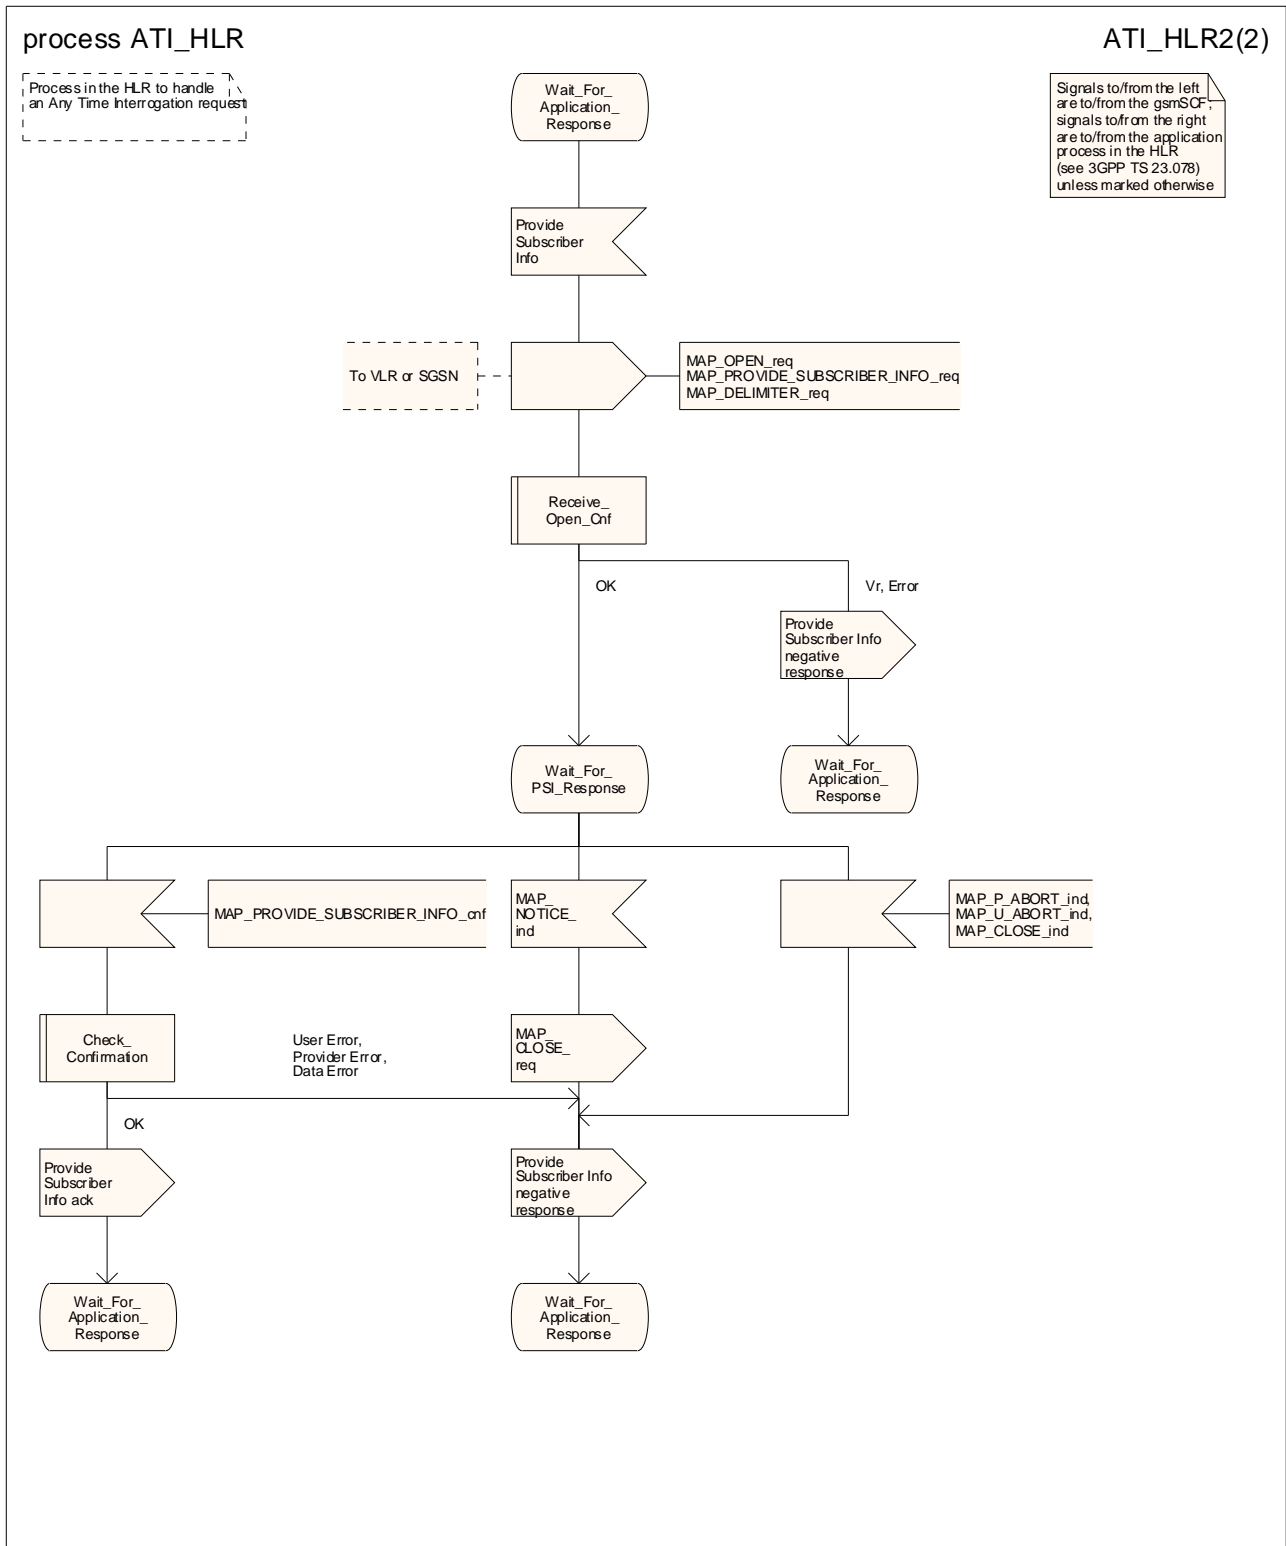 process ATI_HLR
ATI_HLR2(2)
Process in the HLR to handle
an Any Time Interrogation request
Wait_For_
Application_
Response
Signals to/from the left
are to/from the gsmSCF;
signals to/from the right
are to/from the application
process in the HLR
(see 3GPP TS 23.078)
unless marked otherwise
Provide
Subscriber
Info
To VLR or SGSN
MAP_OPEN_req
MAP_PROVIDE_SUBSCRIBER_INFO_req
MAP_DELIMITER_req
Receive_
Open_Cnf
OK
Vr, Error
Provide
Subscriber Info
negative
response
Wait_For_
PSI_Response
Wait_For_
Application_
Response
MAP_PROVIDE_SUBSCRIBER_INFO_cnf
MAP_
NOTICE_
ind
MAP_P_ABORT_ind,
MAP_U_ABORT_ind,
MAP_CLOSE_ind
Check_
Confirmation
User Error,
Provider Error,
Data Error
MAP_
CLOSE_
req
OK
Provide
Subscriber
Info ack
Provide
Subscriber Info
negative
response
Wait_For_
Application_
Response
Wait_For_
Application_
Response